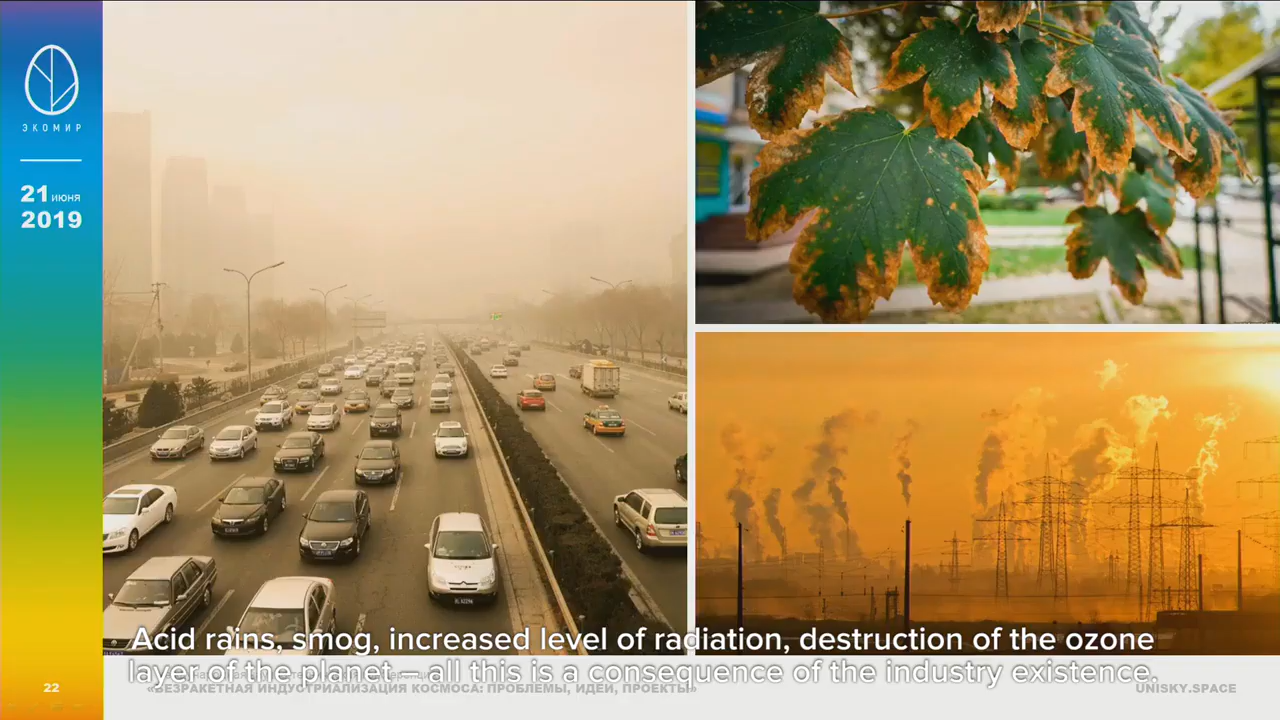 ЭКОМИР
21 июня
2019
Acid rains, smog, increased level of radiation, destruction of the ozone
layer of the planet – all this is a consequence of the industry existence.
«БЕЗРАКЕТНАЯ ИНДУСТРИАЛИЗАЦИЯ КОСМОСА: ПРОБЛЕМЫ, ИДЕИ, ПРОЕКТЫ»
22
UNISKY.SPACE